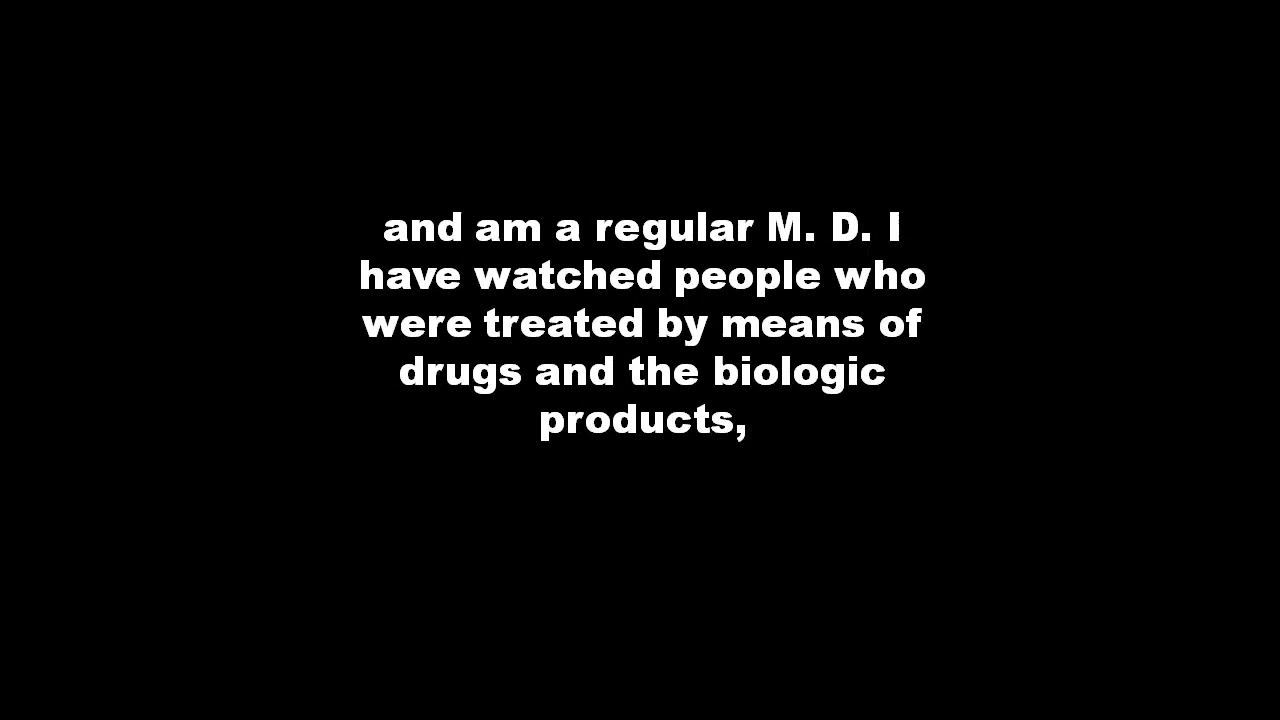 and am a regular M. D. I
have watched people who
were treated by means of
drugs and the biologic
products,